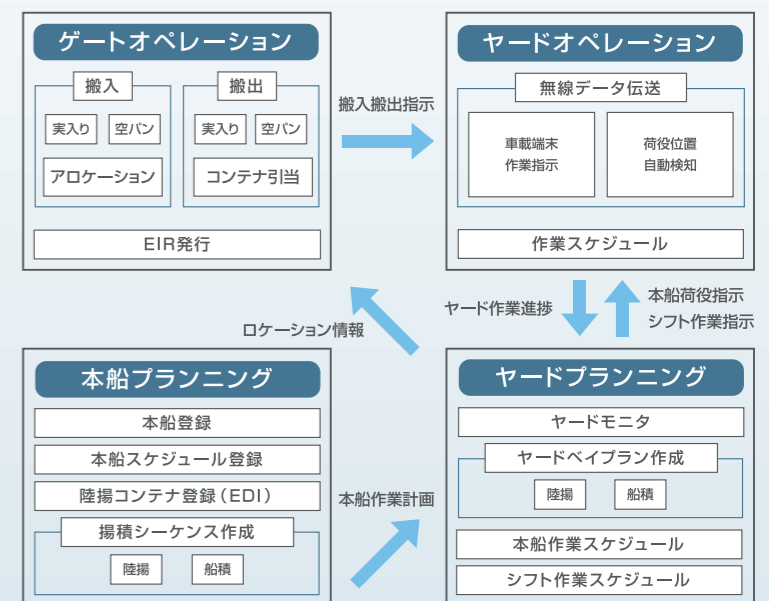 ゲートオペレーション
搬入
実入り
空バン
アロケーション
搬出
実入り
空バン
コンテナ引当
EIR発行
搬入搬出指示
ヤードオペレーション
無線データ伝送
車載端末
作業指示
荷役位置
自動検知
作業スケジュール
ヤード作業進捗
本船荷役指示
シフト作業指示
ロケーション情報
本船プランニング
本船登録
本船スケジュール登録
陸揚コンテナ登録(EDI)
揚積シーケンス作成
陸揚
船積
本船作業計画
ヤードプランニング
ヤードモニタ
ヤードベイプラン作成
陸揚
船積
本船作業スケジュール
シフト作業スケジュール